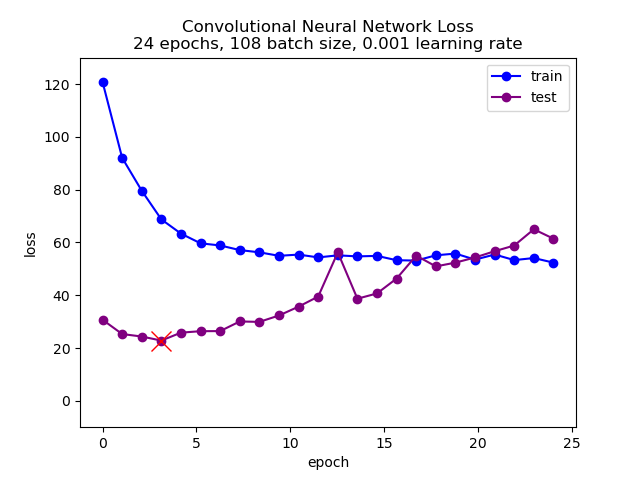 Convolutional Neural Network Loss
24 epochs, 108 batch size, 0.001 learning rate
train
test
120
100
80
60
40
20
0
loss
0 5 10 15 20 25
epoch